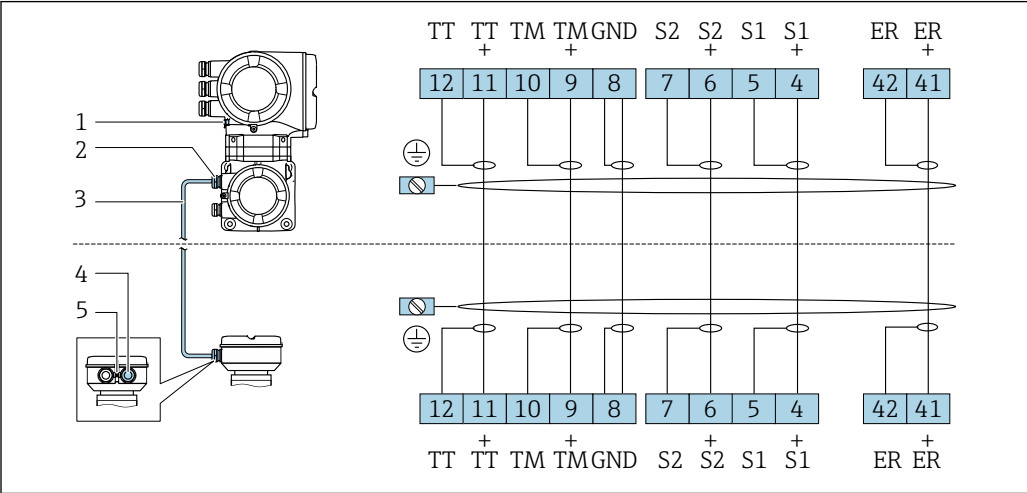 TT TT TM TM GND S2 S2 S1 S1 ER ER
+ + + + +
12 11 10 9 8 7 6 5 4 42 41
1
2
3
4
5
12 11 10 9 8 7 6 5 4 42 41
+ + + + +
TT TT TM TM GND S2 S2 S1 S1 ER ER